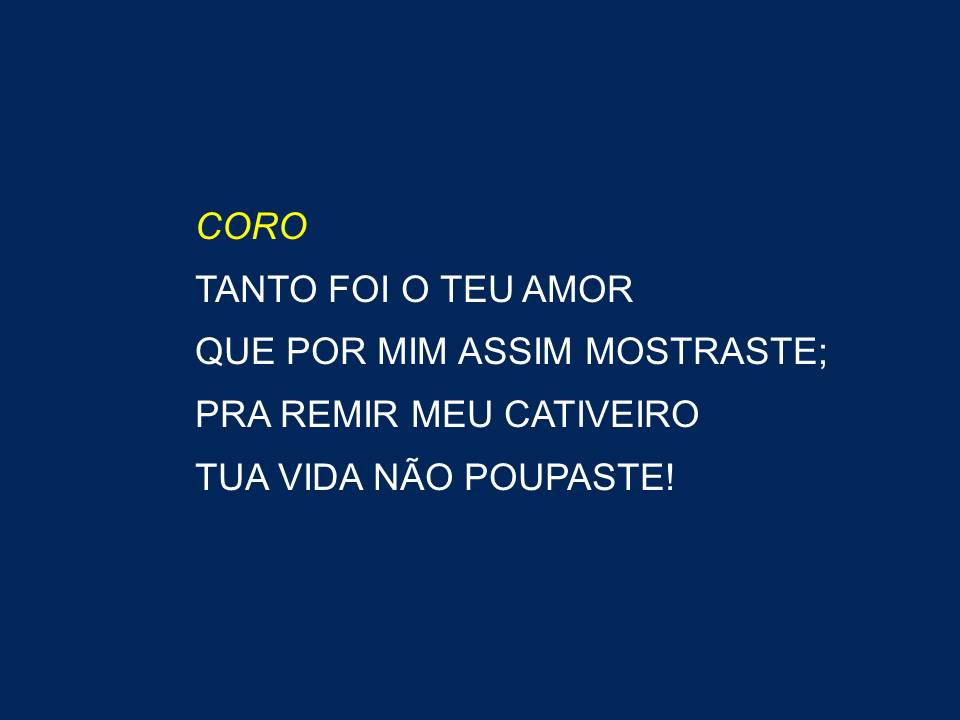 CORO
TANTO FOI O TEU AMOR
QUE POR MIM ASSIM MOSTRASTE;
PRA REMIR MEU CATIVEIRO
TUA VIDA NÃO POUPASTE!